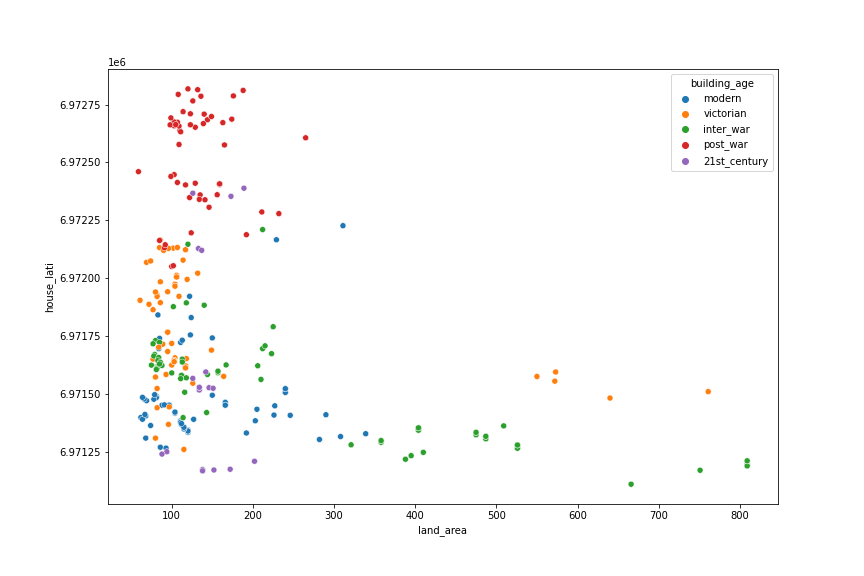 1e6
building_age
modern
victorian
inter_war
post_war
21st_century
6.97275
6.97250
6.97225
6.97200
6.97175
6.97150
6.97125
house_lati
100 200 300 400 500 600 700 800
land_area